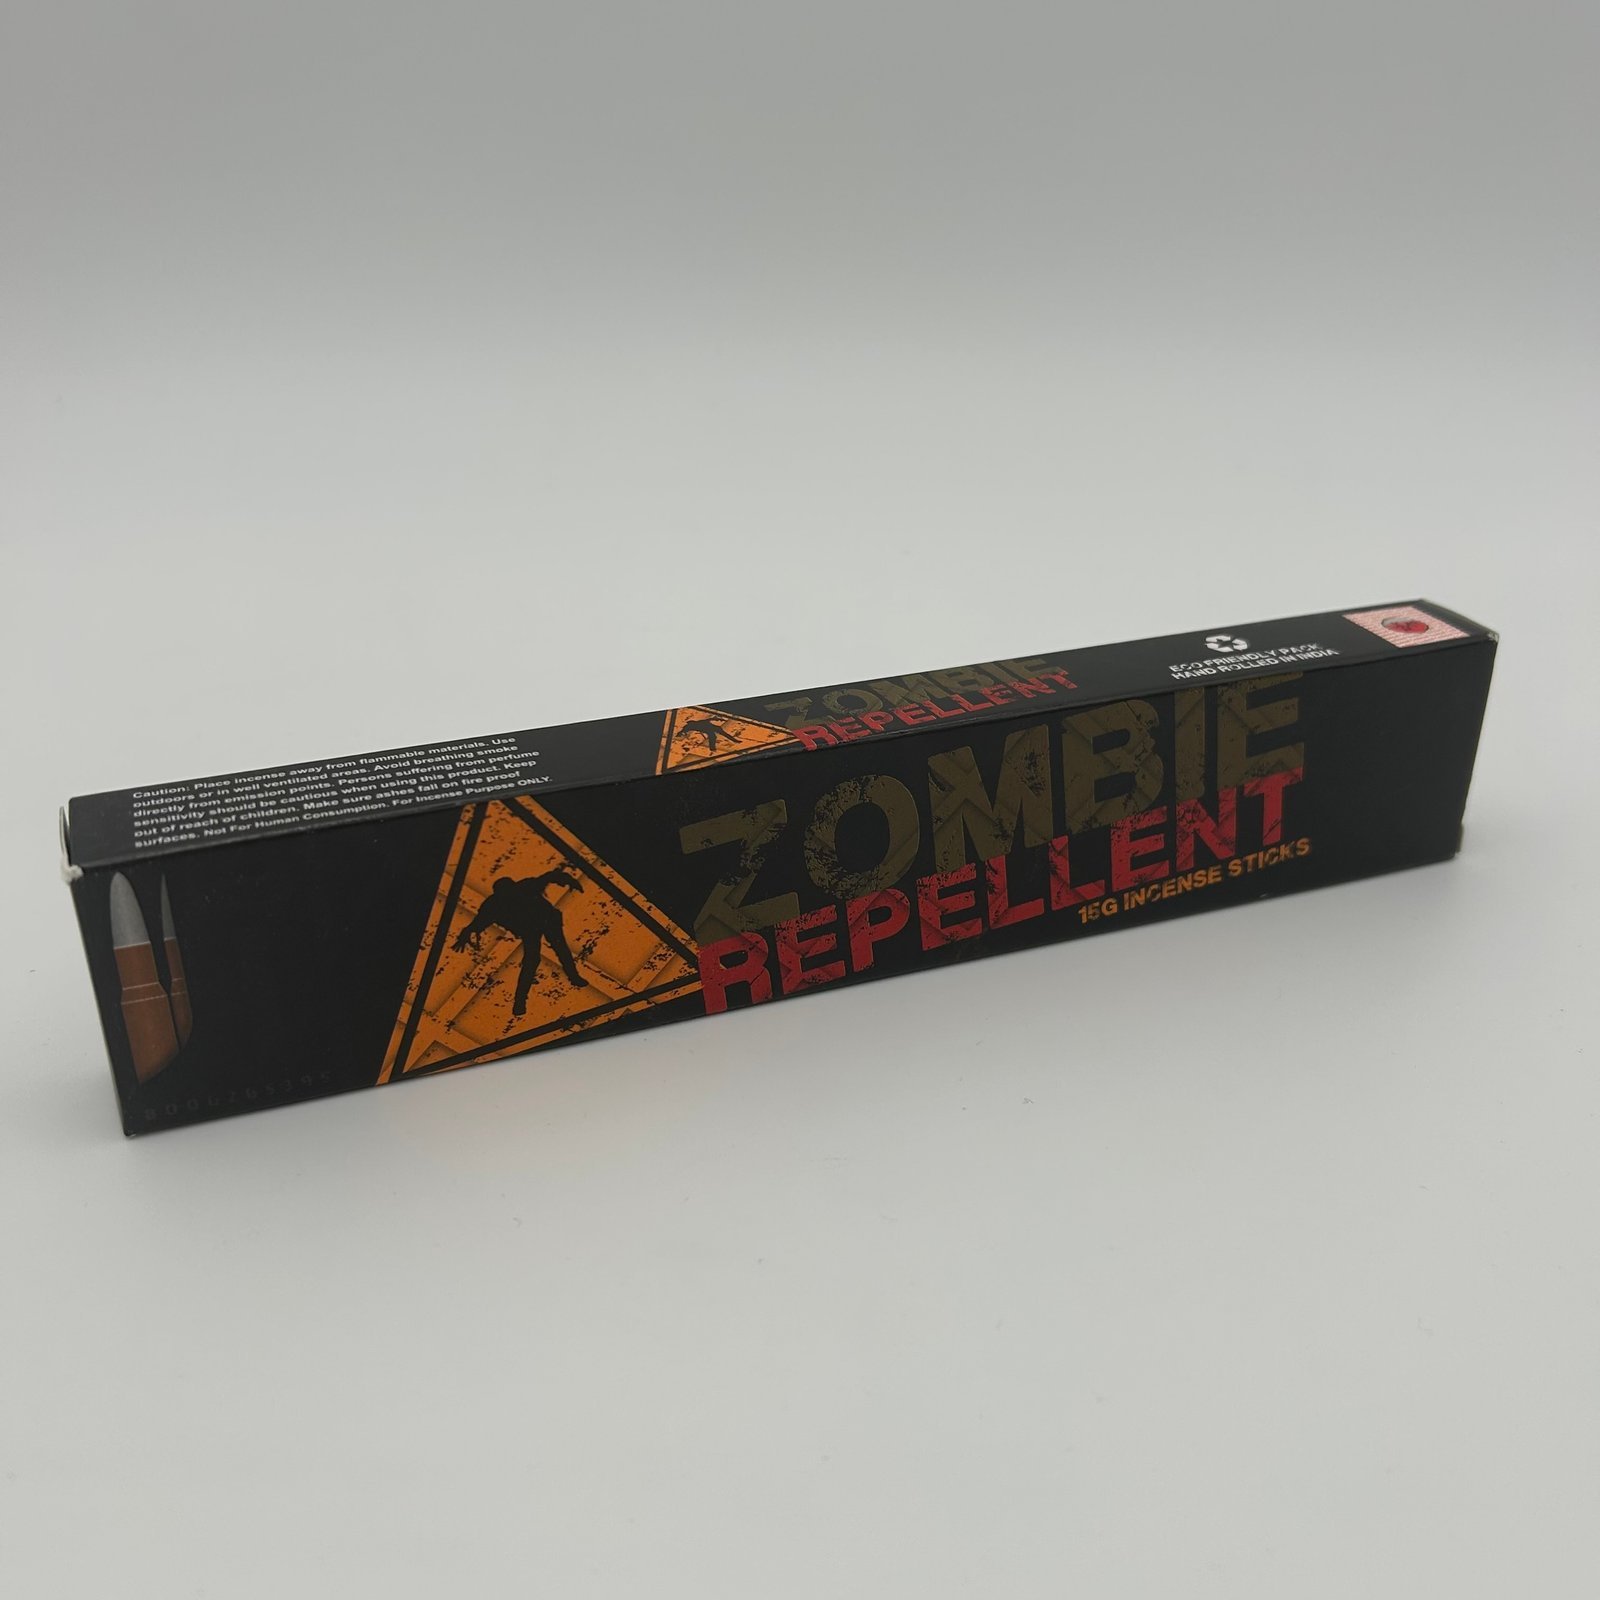 Caution: Place incense away from flammable materials. Use
outdoors or in well ventilated areas. Avoid breathing smoke
directly from emission points. Persons suffering from perfume
sensitivity should be cautious when using this product. Keep
out of reach of children. Make sure ashes fall on fire proof
surfaces. Not For Human Consumption. For Incense Purpose ONLY.
ZOMBIE
REPELLENT
ECO FRIENDLY PACK
HAND ROLLED IN INDIA
ZOMBIE
REPELLENT
15G INCENSE STICKS